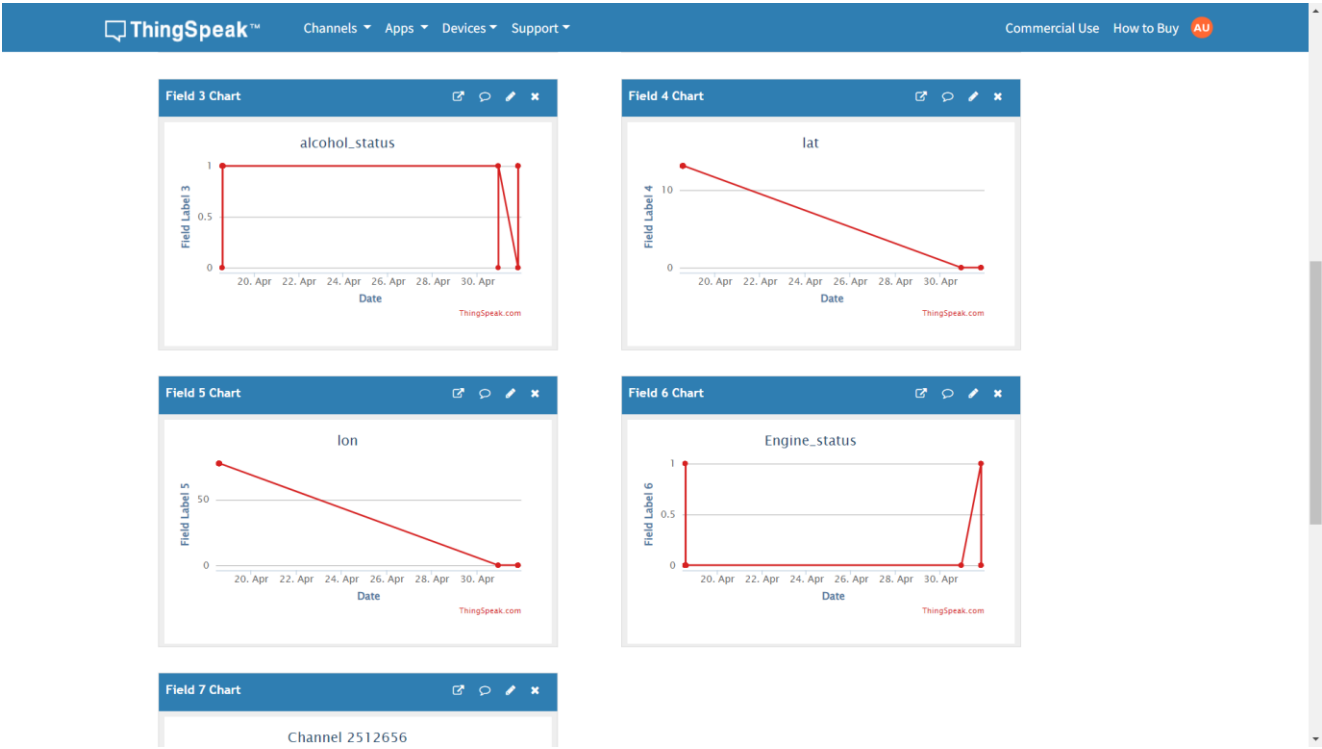 ThingSpeak™ Channels Apps Devices Support Commercial Use How to Buy AU
Field 3 Chart
alcohol_status
Field Label 3
1
0.5
0
20. Apr 22. Apr 24. Apr 26. Apr 28. Apr 30. Apr
Date
ThingSpeak.com
Field 4 Chart
lat
Field Label 4
10
0
20. Apr 22. Apr 24. Apr 26. Apr 28. Apr 30. Apr
Date
ThingSpeak.com
Field 5 Chart
lon
Field Label 5
50
0
20. Apr 22. Apr 24. Apr 26. Apr 28. Apr 30. Apr
Date
ThingSpeak.com
Field 6 Chart
Engine_status
Field Label 6
1
0.5
0
20. Apr 22. Apr 24. Apr 26. Apr 28. Apr 30. Apr
Date
ThingSpeak.com
Field 7 Chart
Channel 2512656